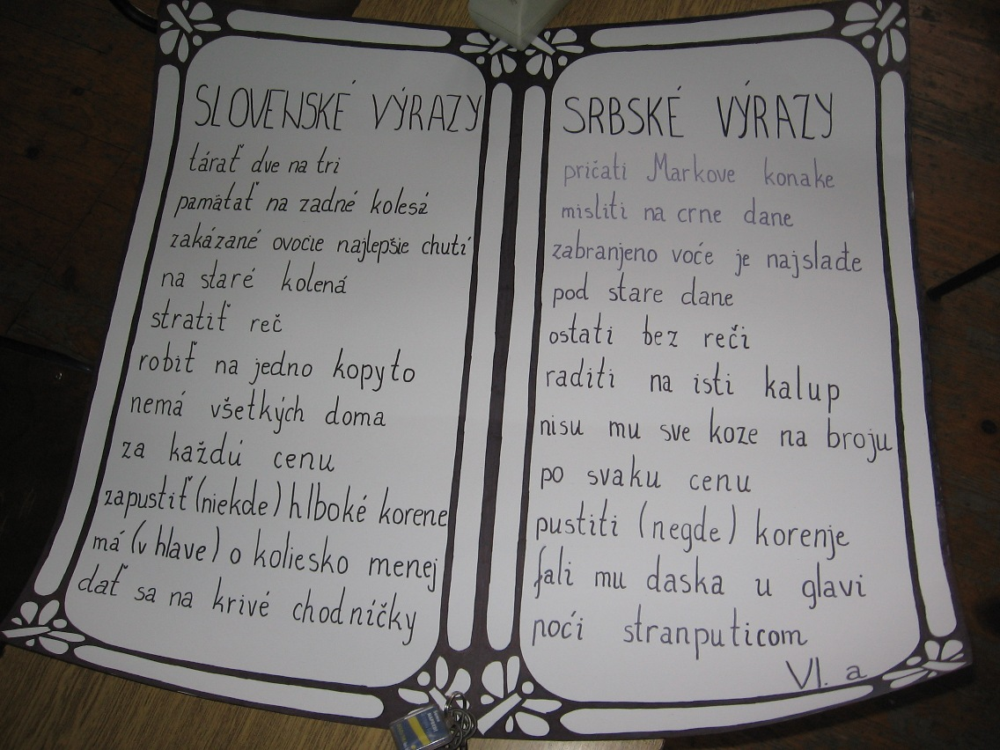 SLOVENSKÉ VÝRAZY
tárať dve na tri
pamätať na zadné kolesá
zakázané ovocie najlepšie chutí
na staré kolená
stratiť reč
robiť na jedno kopyto
nemá všetkých doma
za každú cenu
zapustiť (niekde) hlboké korene
má (v hlave) o koliesko menej
dať sa na krivé chodníčky
SRBSKÉ VÝRAZY
pričati Markove konake
misliti na crne dane
zabranjeno voće je najslađe
pod stare dane
ostati bez reči
raditi na isti kalup
nisu mu sve koze na broju
po svaku cenu
pustiti (negde) korenje
fali mu daska u glavi
poći stranputicom
VI. a